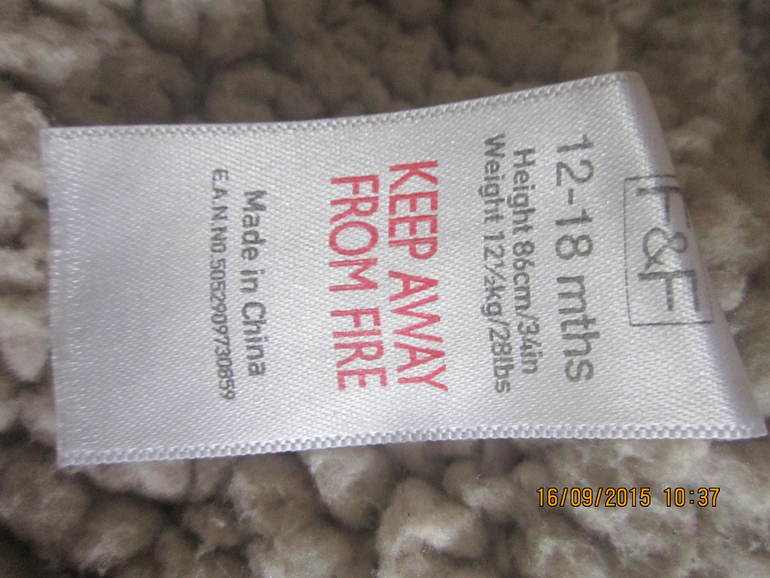 F&F
12-18 mths
Height 86cm/34in
Weight 12½kg/28lbs
KEEP AWAY
FROM FIRE
Made in China
E.A.N.NO.5052909730859
16/09/2015 10:37